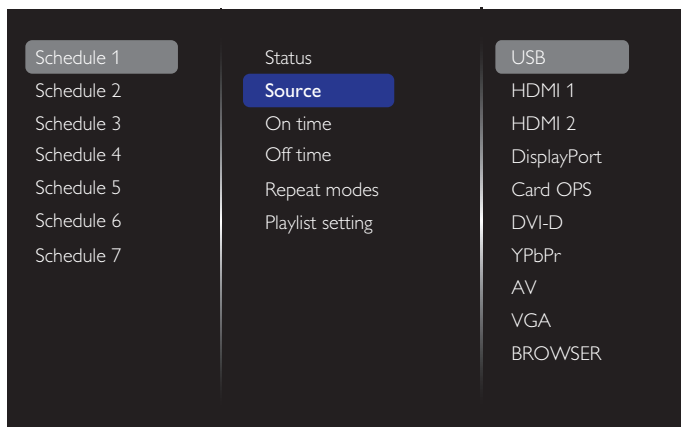 Schedule 1
Schedule 2
Schedule 3
Schedule 4
Schedule 5
Schedule 6
Schedule 7
Status
Source
On time
Off time
Repeat modes
Playlist setting
USB
HDMI 1
HDMI 2
DisplayPort
Card OPS
DVI-D
YPbPr
AV
VGA
BROWSER